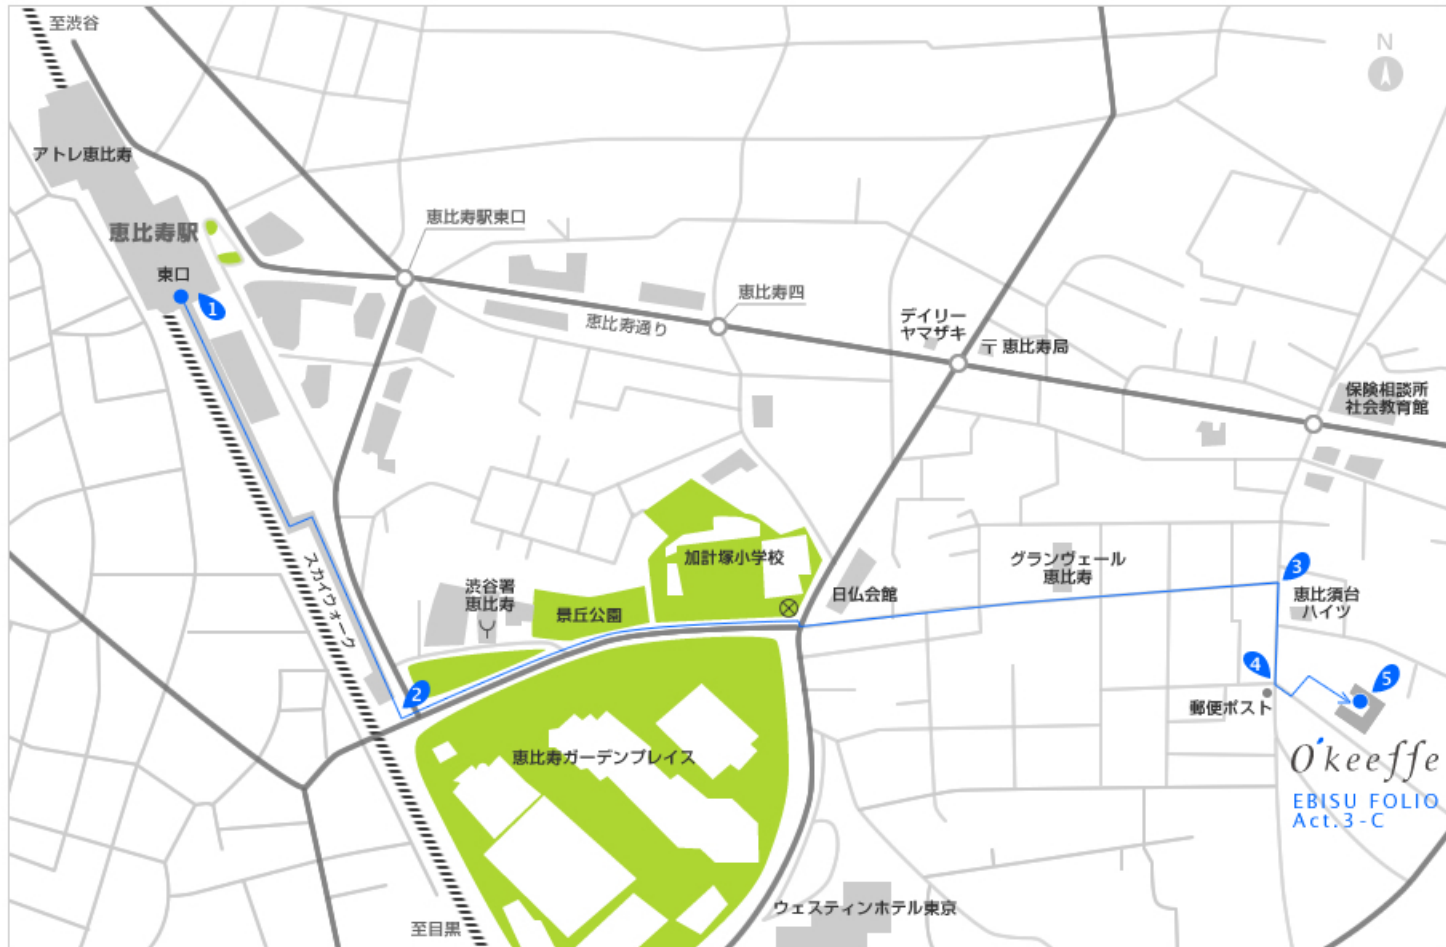 至渋谷
N
アトレ恵比寿
恵比寿駅
恵比寿駅東口
東口
1
恵比寿四
恵比寿通り
デイリー
ヤマザキ
〒恵比寿局
保険相談所
社会教育館
スカイウォーク
加計塚小学校
グランヴェール
恵比寿
3
渋谷署
恵比寿
景丘公園
日仏会館
恵比須台
ハイツ
2
4
5
郵便ポスト
恵比寿ガーデンプレイス
O'keeffe
EBISU FOLIO
Act.3-C
ウェスティンホテル東京
至目黒